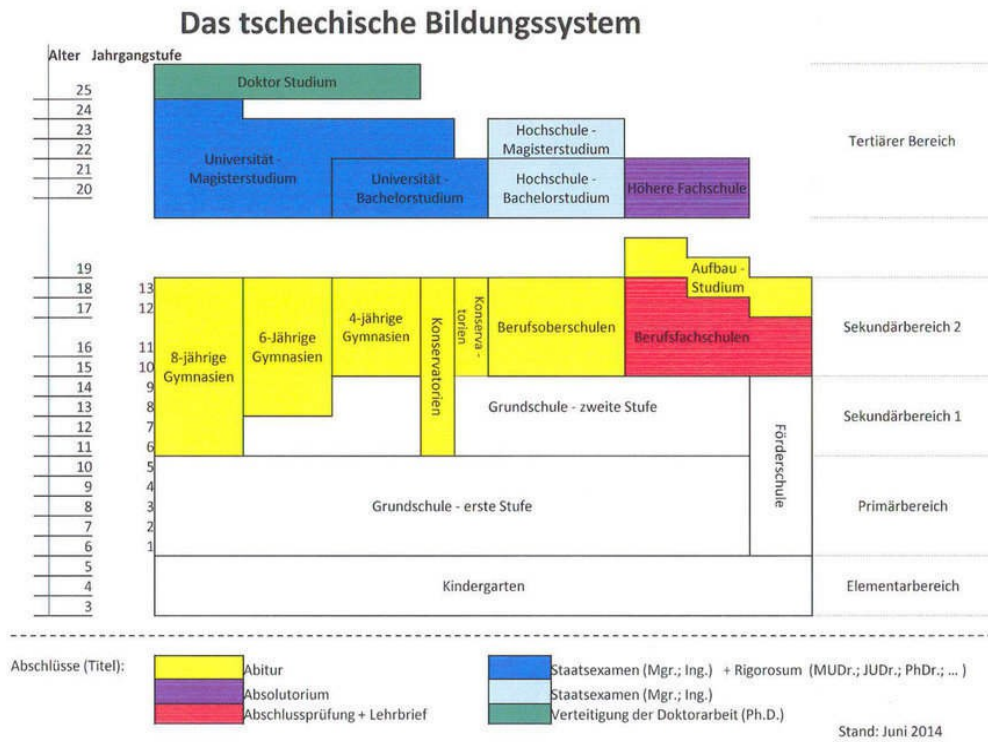 Das tschechische Bildungssystem
Alter Jahrgangstufe
25
24
23
22
21
20
19
18 13
17 12
16 11
15 10
14 9
13 8
12 7
11 6
10 5
9 4
8 3
7 2
6 1
5
4
3
Doktor Studium
Universität -
Magisterstudium
Universität -
Bachelorstudium
Hochschule -
Magisterstudium
Hochschule -
Bachelorstudium
Höhere Fachschule
Tertiärer Bereich
8-jährige
Gymnasien
6-Jährige
Gymnasien
4-jährige
Gymnasien
Konservatorien
Konserva -
torien
Berufsoberschulen
Aufbau -
Studium
Berufsfachschulen
Sekundärbereich 2
Grundschule - zweite Stufe
Förderschule
Sekundärbereich 1
Grundschule - erste Stufe
Primärbereich
Kindergarten
Elementarbereich
Abschlüsse (Titel):
Abitur
Absolutorium
Abschlussprüfung + Lehrbrief
Staatsexamen (Mgr.; Ing.) + Rigorosum (MUDr.; JUDr.; PhDr.; ... )
Staatsexamen (Mgr.; Ing.)
Verteitigung der Doktorarbeit (Ph.D.)
Stand: Juni 2014